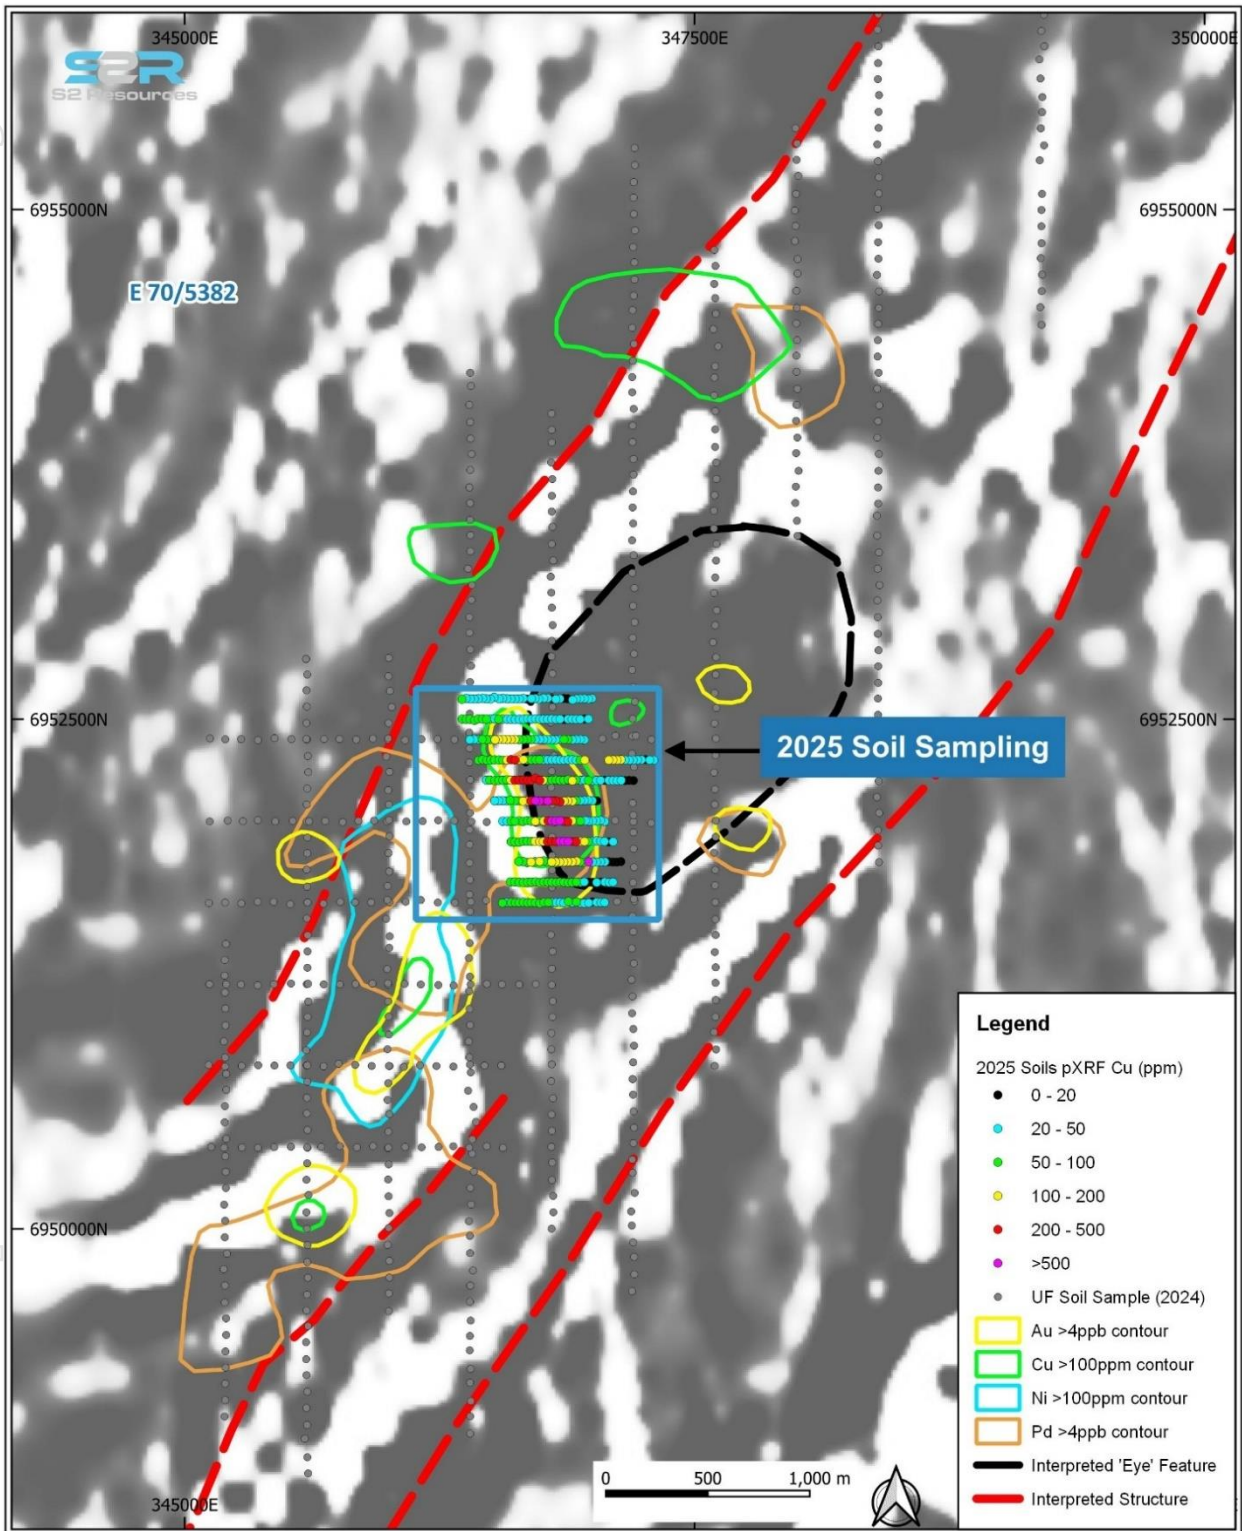 345000E
347500E
350000E
S2R
S2 Resources
6955000N
6955000N
E 70/5382
6952500N
6952500N
2025 Soil Sampling
6950000N
345000E
0 500 1,000 m
Legend
2025 Soils pXRF Cu (ppm)
0 - 20
20 - 50
50 - 100
100 - 200
200 - 500
>500
UF Soil Sample (2024)
Au >4ppb contour
Cu >100ppm contour
Ni >100ppm contour
Pd >4ppb contour
Interpreted 'Eye' Feature
Interpreted Structure